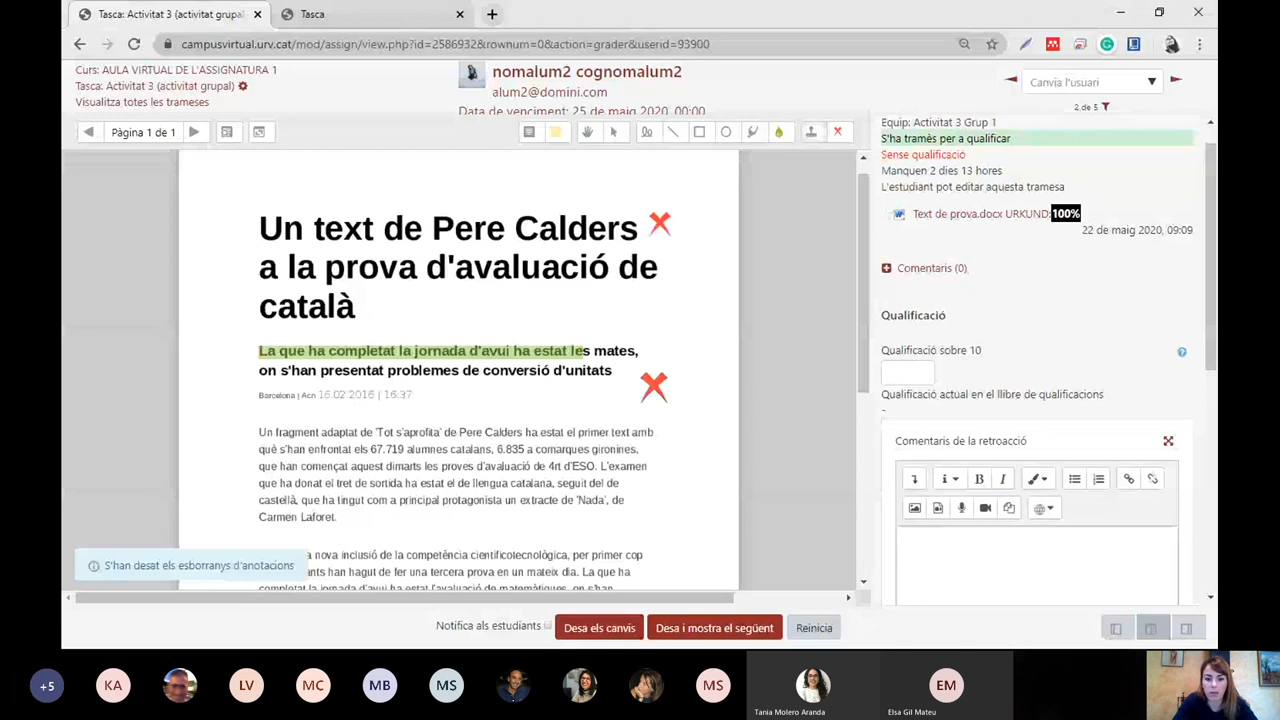 Tasca: Activitat 3 (activitat grupal)
Tasca
campusvirtual.urv.cat/mod/assign/view.php?id=2586932&rownum=0&action=grader&userid=93900
Curs: AULA VIRTUAL DE L'ASSIGNATURA 1
Tasca: Activitat 3 (activitat grupal)
Visualitza totes les trameses
nomalum2 cognomalum2
alum2@domini.com
Data de venciment: 25 de maig 2020, 00:00
Canvia l'usuari
2 de 5
Pàgina 1 de 1
Un text de Pere Calders
a la prova d'avaluació de
català
La que ha completat la jornada d'avui ha estat les mates,
on s'han presentat problemes de conversió d'unitats
Barcelona | Acn 16.02.2016 | 16:37
Un fragment adaptat de 'Tot s'aprofita' de Pere Calders ha estat el primer text amb
què s'han enfrontat els 67.719 alumnes catalans, 6.835 a comarques gironines,
que han començat aquest dimarts les proves d'avaluació de 4rt d'ESO. L'examen
que ha donat el tret de sortida ha estat el de llengua catalana, seguit del de
castellà, que ha tingut com a principal protagonista un extracte de 'Nada', de
Carmen Laforet.
a nova inclusió de la competència cientificotecnològica, per primer cop
ants han hagut de fer una tercera prova en un mateix dia. La que ha
completat la jornada d'avui ha estat l'avaluació de matemàtiques, on s'han
S'han desat els esborranys d'anotacions
Equip: Activitat 3 Grup 1
S'ha tramès per a qualificar
Sense qualificació
Manquen 2 dies 13 hores
L'estudiant pot editar aquesta tramesa
Text de prova.docx URKUND: 100%
22 de maig 2020, 09:09
Comentaris (0)
Qualificació
Qualificació sobre 10
Qualificació actual en el llibre de qualificacions
-
Comentaris de la retroacció
B I
Notifica als estudiants
Desa els canvis
Desa i mostra el següent
Reinicia
+5
KA
LV
MC
MB
MS
MS
Tania Molero Aranda
EM
Elsa Gil Mateu